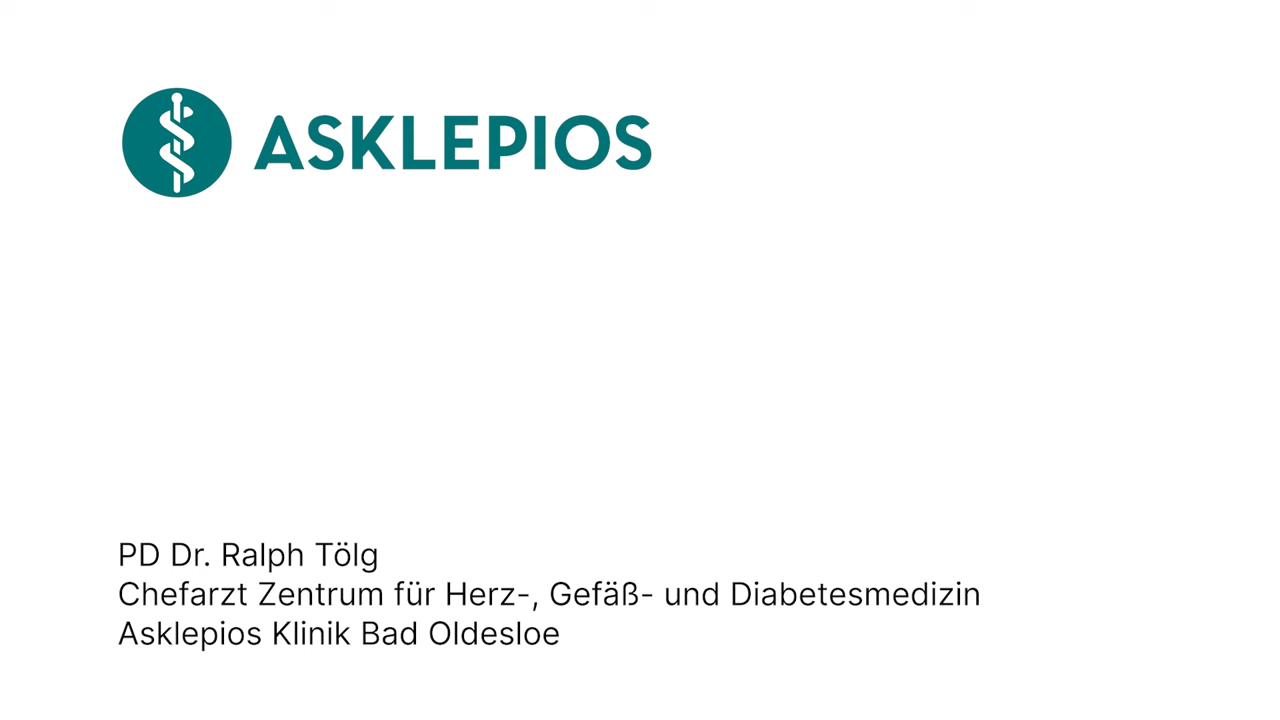 ASKLEPIOS
PD Dr. Ralph Tölg
Chefarzt Zentrum für Herz-, Gefäß- und Diabetesmedizin
Asklepios Klinik Bad Oldesloe